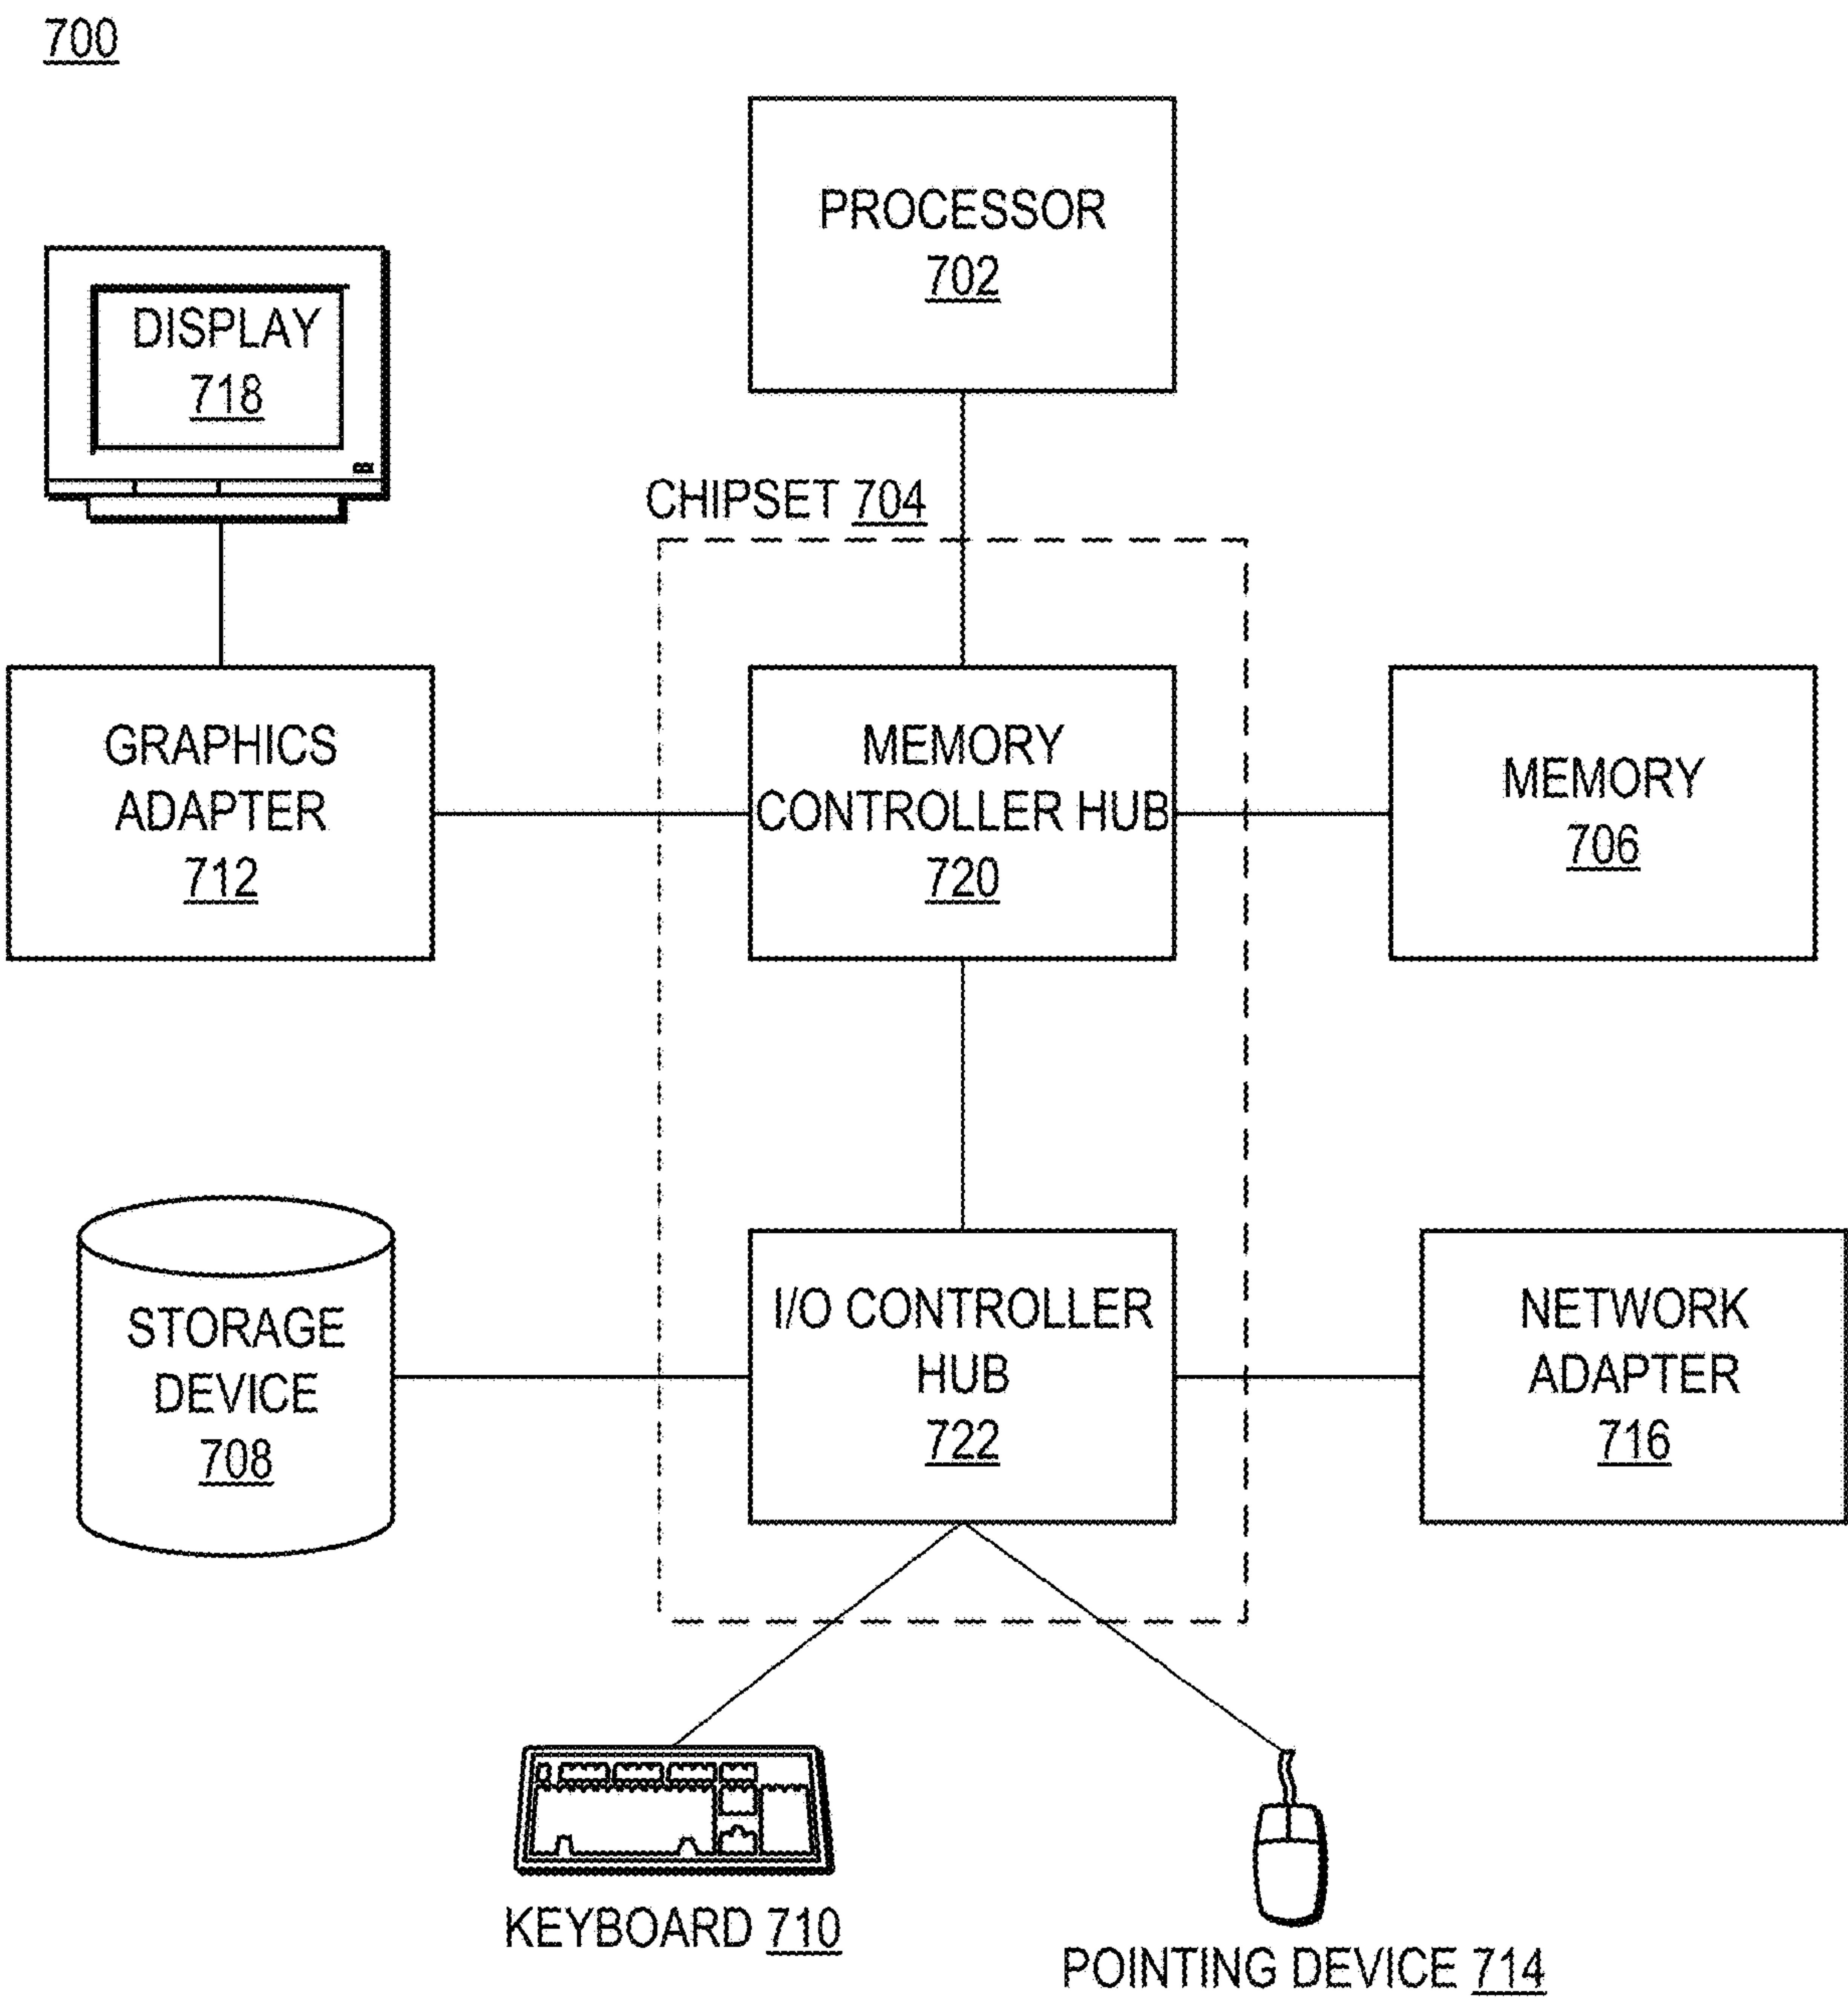 700
PROCESSOR
702
DISPLAY
718
CHIPSET 704
GRAPHICS
ADAPTER
712
MEMORY
CONTROLLER HUB
720
MEMORY
706
STORAGE
DEVICE
708
I/O CONTROLLER
HUB
722
NETWORK
ADAPTER
716
KEYBOARD 710
POINTING DEVICE 714